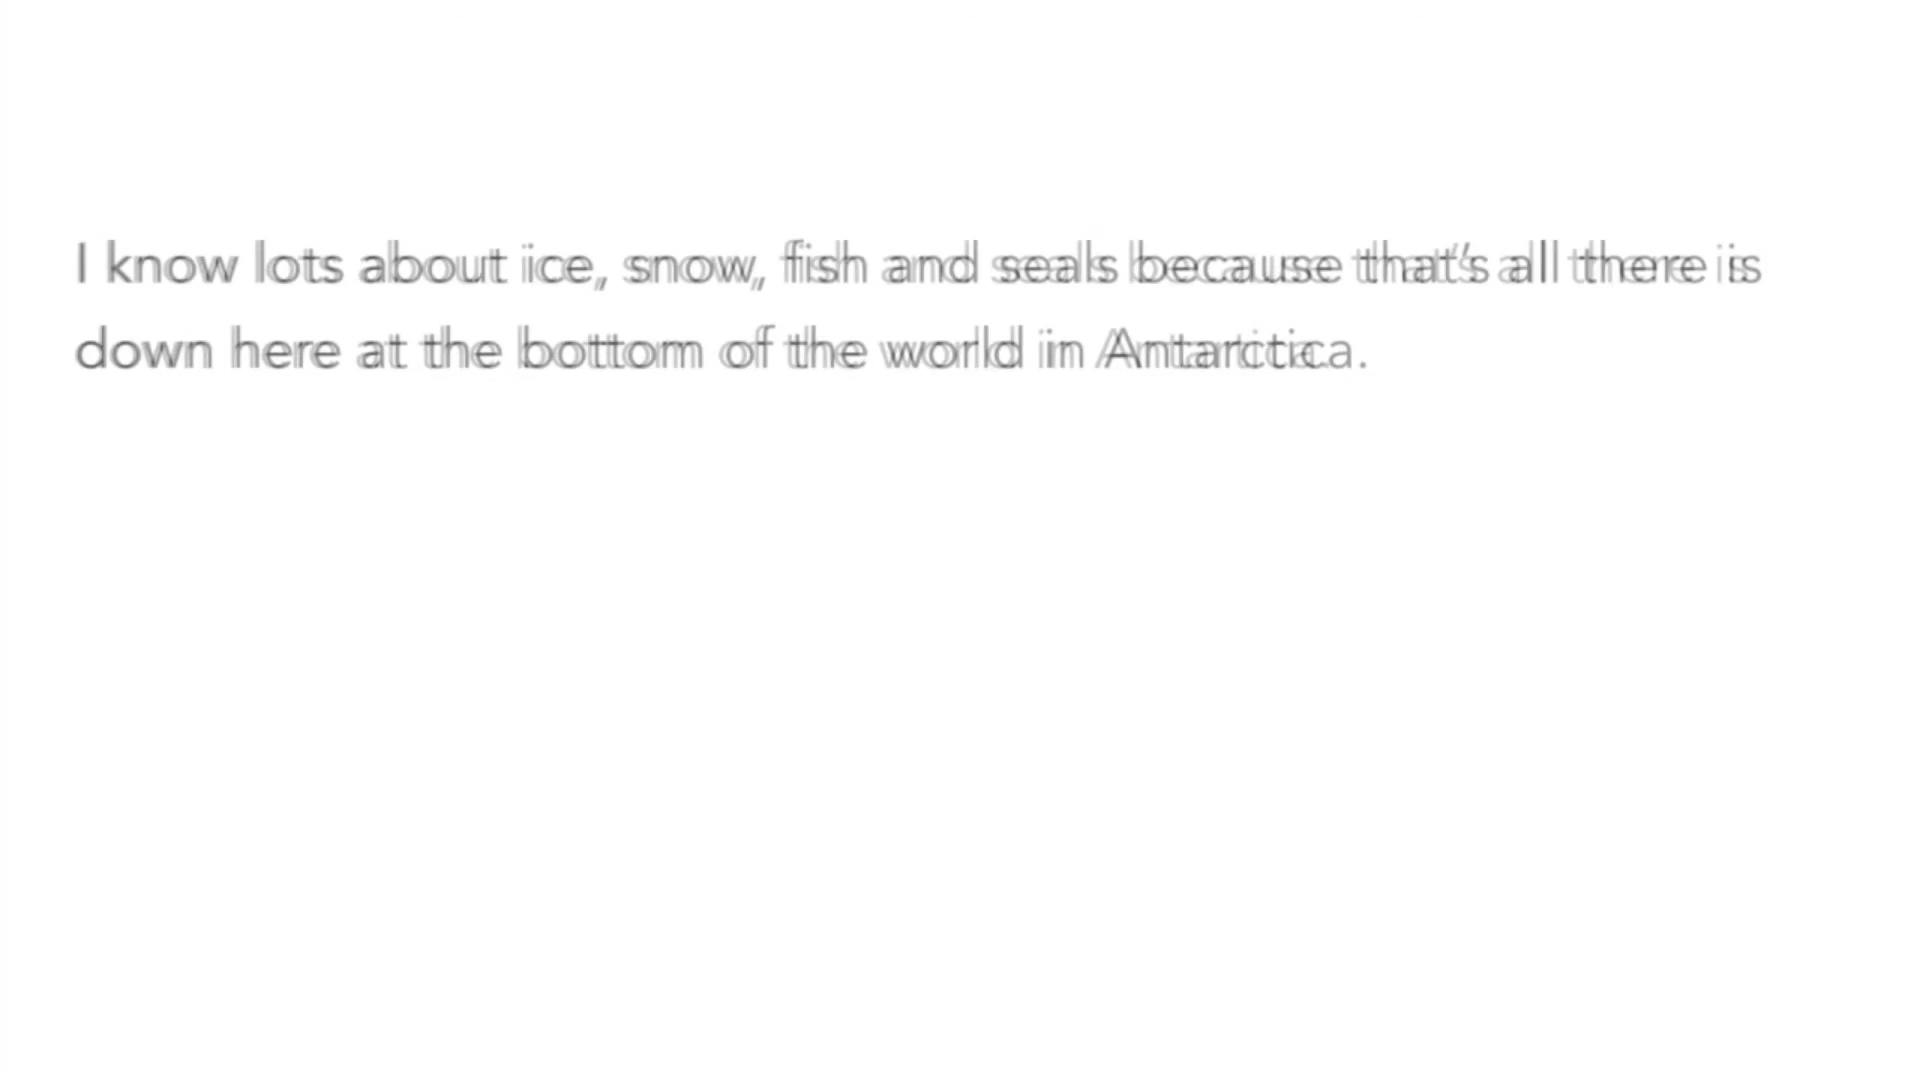 I know lots about ice, snow, fish and seals because that's all there is
down here at the bottom of the world in Antarctica.